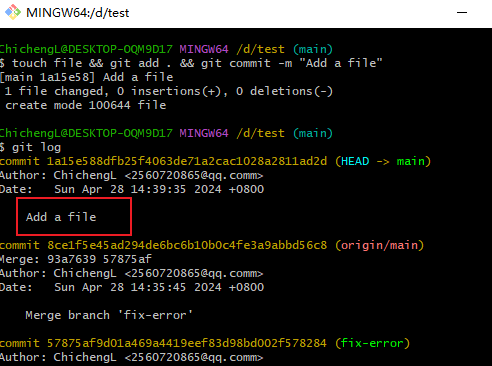 MINGW64:/d/test
ChichengL@DESKTOP-OQM9D17 MINGW64 /d/test (main)
$ touch file && git add . && git commit -m "Add a file"
[main 1a15e58] Add a file
1 file changed, 0 insertions(+), 0 deletions(-)
create mode 100644 file
ChichengL@DESKTOP-OQM9D17 MINGW64 /d/test (main)
$ git log
commit 1a15e588dfb25f4063de71a2cac1028a2811ad2d (HEAD -> main)
Author: ChichengL <2560720865@qq.comm>
Date:   Sun Apr 28 14:39:35 2024 +0800
Add a file
commit 8ce1f5e45ad294de6bc6b10b0c4fe3a9abbd56c8 (origin/main)
Merge: 93a7639 57875af
Author: ChichengL <2560720865@qq.comm>
Date:   Sun Apr 28 14:35:45 2024 +0800
Merge branch 'fix-error'
commit 57875af9d01a469a4419eef83d98bd002f578284 (fix-error)
Author: ChichengL <2560720865@qq.comm>